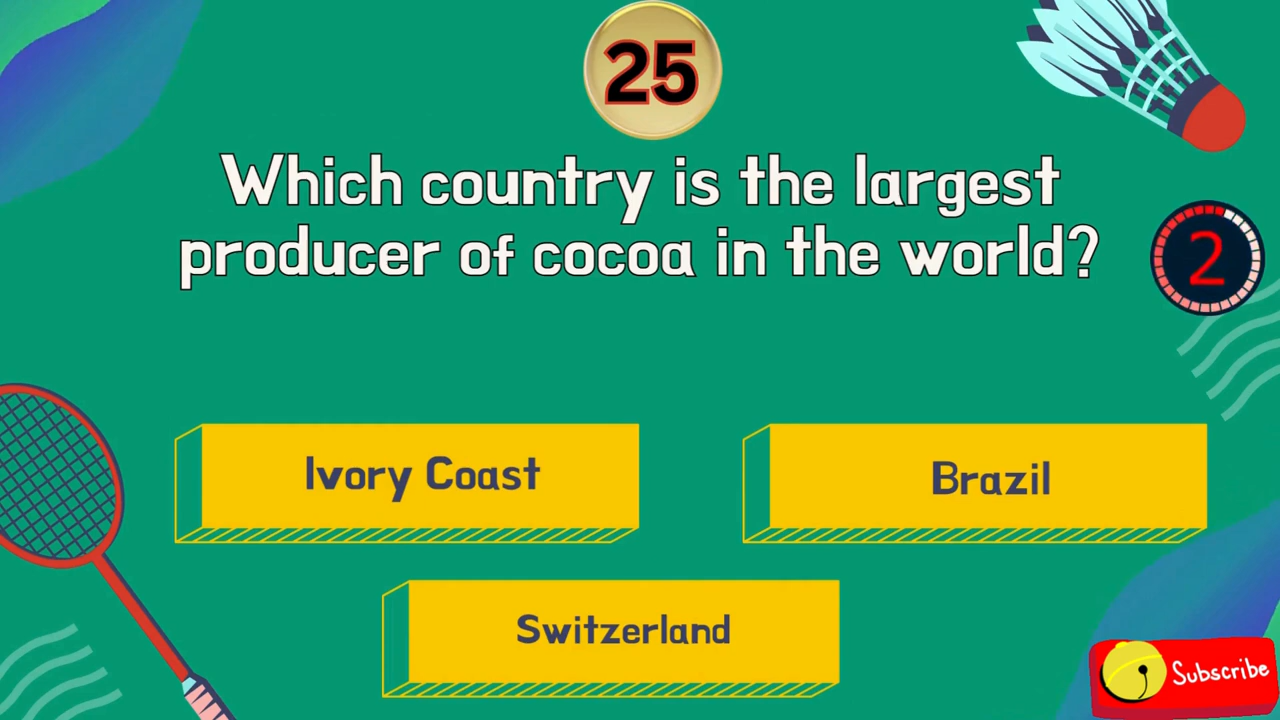 25
Which country is the largest
producer of cocoa in the world?
2
Ivory Coast
Brazil
Switzerland
Subscribe